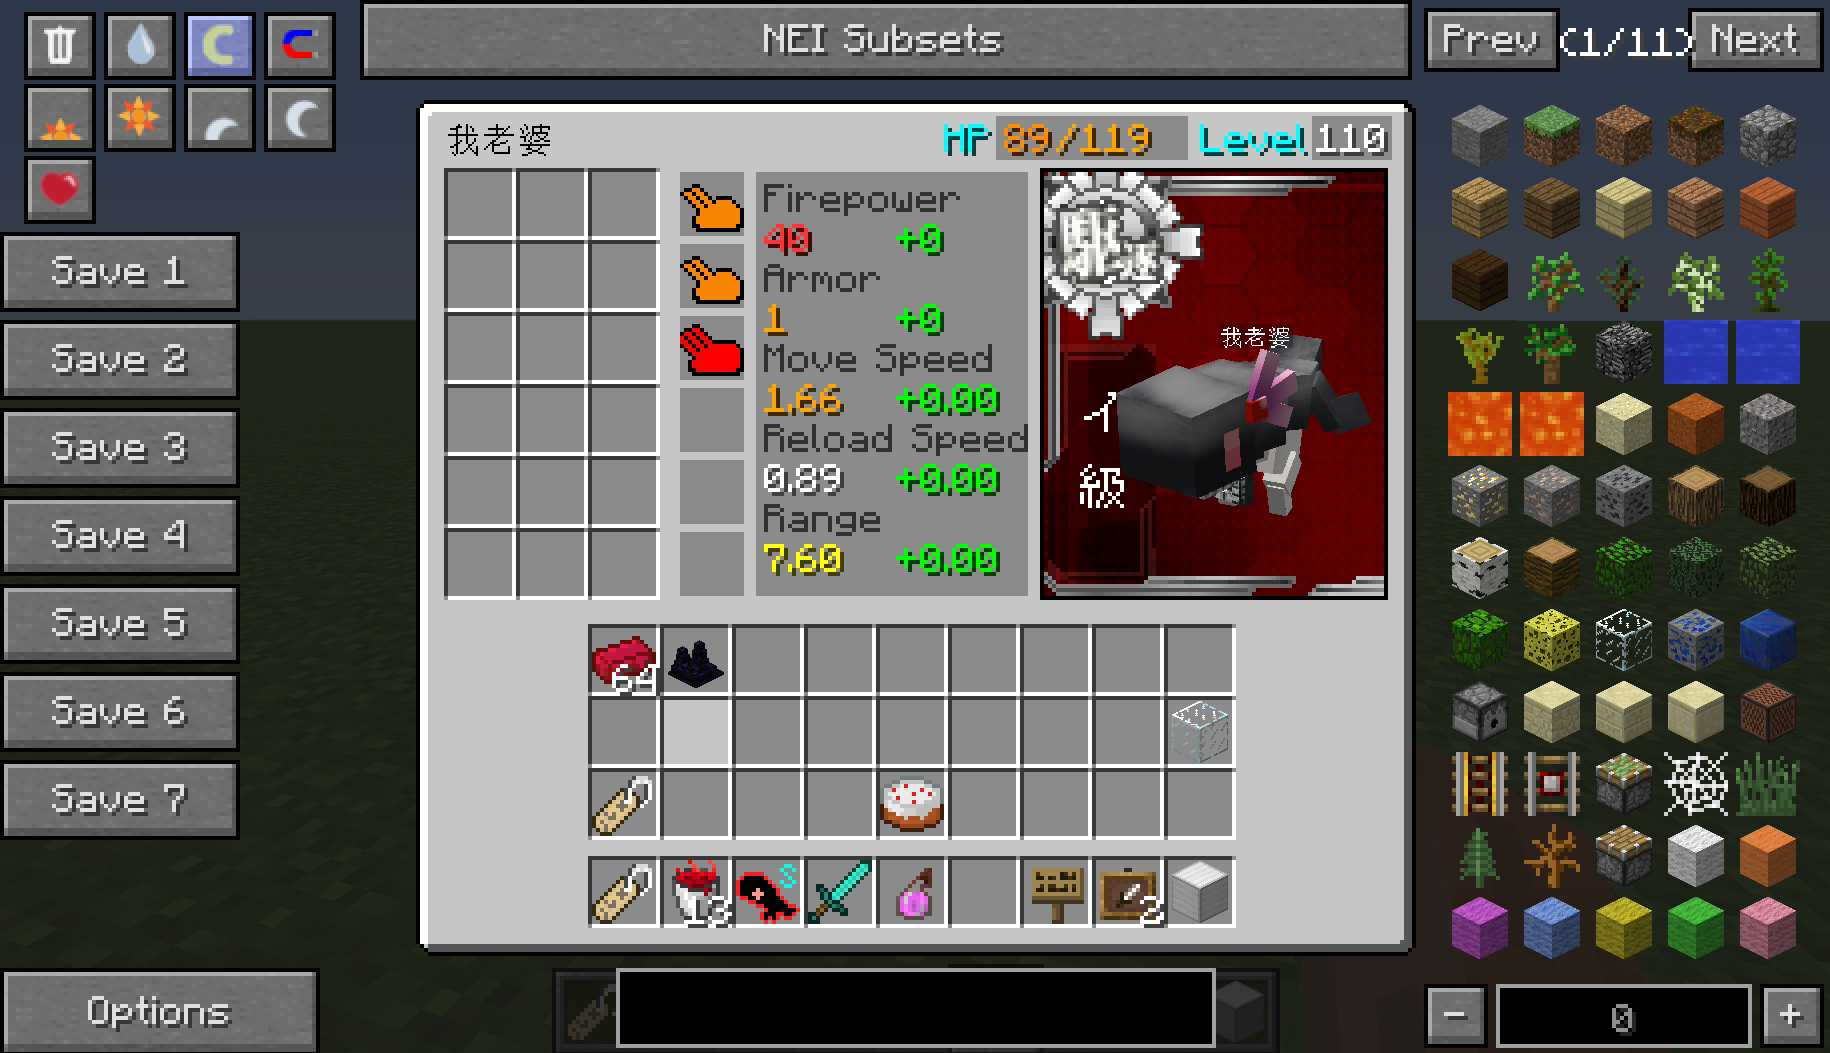 NEI Subsets
Prev (1/11) Next
我老婆 HP 89/119 Level 110
Firepower
40 +0
Armor
1 +0
Move Speed
1.66 +0.00
Reload Speed
0.89 +0.00
Range
7.60 +0.00
我老婆
イ
級
Save 1
Save 2
Save 3
Save 4
Save 5
Save 6
Save 7
64
13
S
2
Options
- 0 +